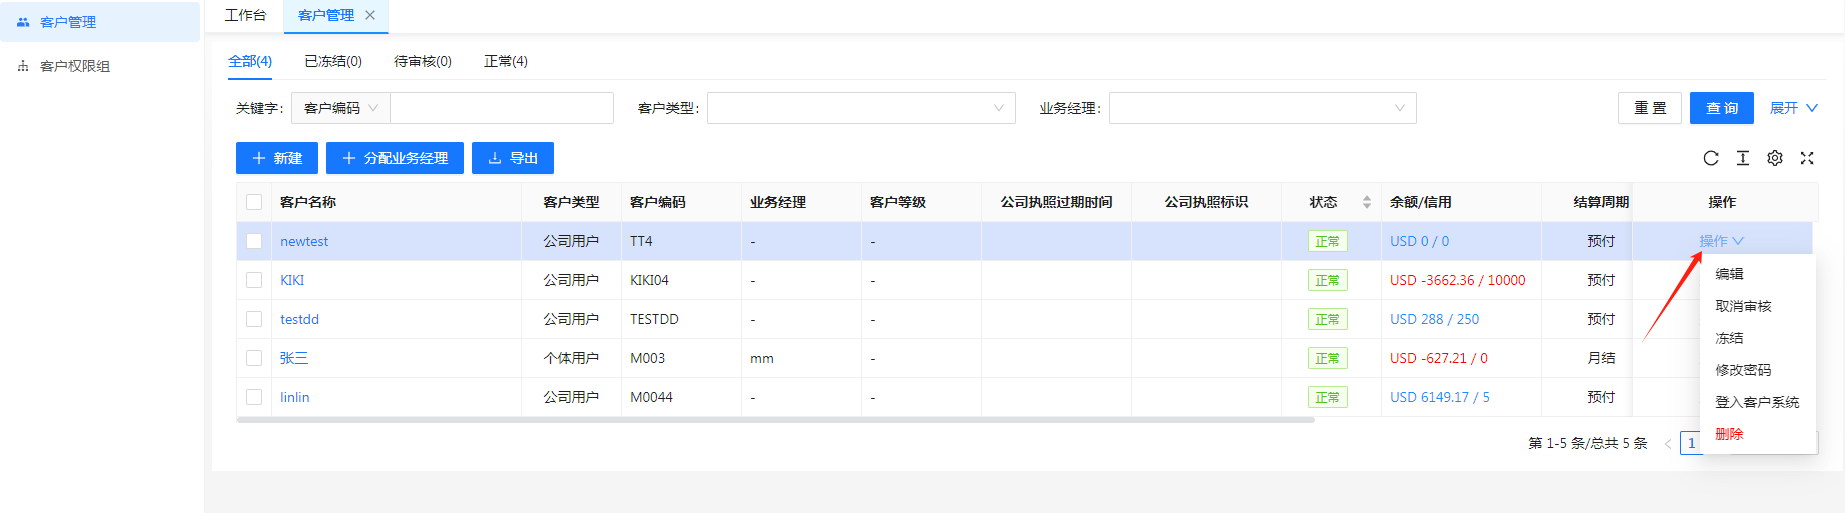 客户管理
客户权限组
工作台 客户管理
全部(4) 已冻结(0) 待审核(0) 正常(4)
关键字: 客户编码 客户类型: 业务经理: 重 置 查 询 展开
新建 分配业务经理 导出
客户名称 客户类型 客户编码 业务经理 客户等级 公司执照过期时间 公司执照标识 状态 余额/信用 结算周期 操作
newtest 公司用户 TT4 - - 正常 USD 0 / 0 预付 操作
KIKI 公司用户 KIKI04 - - 正常 USD -3662.36 / 10000 预付
testdd 公司用户 TESTDD - - 正常 USD 288 / 250 预付
张三 个体用户 M003 mm - 正常 USD -627.21 / 0 月结
linlin 公司用户 M0044 - - 正常 USD 6149.17 / 5 预付
编辑
取消审核
冻结
修改密码
登入客户系统
删除
第 1-5 条/总共 5 条 1